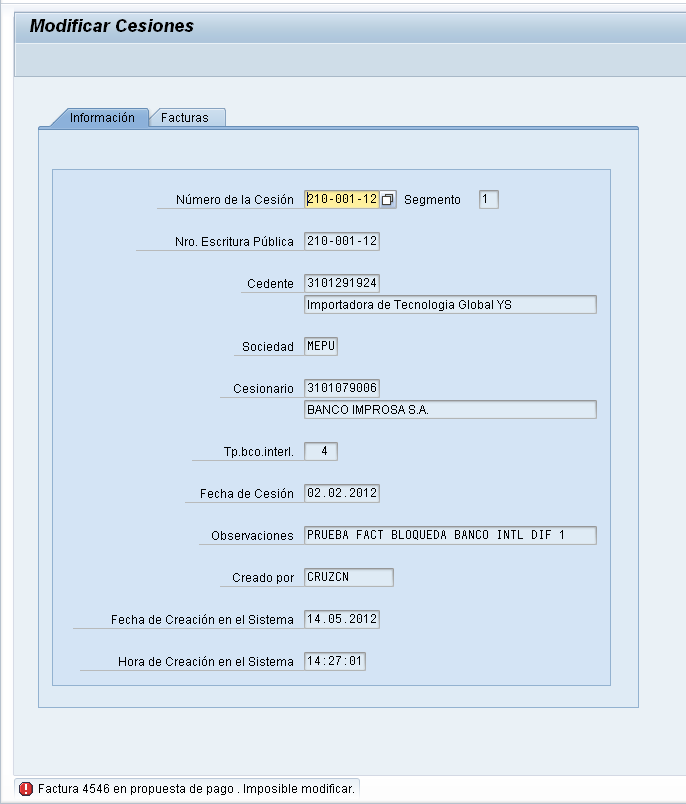 Modificar Cesiones
Información Facturas
Número de la Cesión 210-001-12 Segmento 1
Nro. Escritura Pública 210-001-12
Cedente 3101291924
Importadora de Tecnologia Global YS
Sociedad MEPU
Cesionario 3101079006
BANCO IMPROSA S.A.
Tp.bco.interl. 4
Fecha de Cesión 02.02.2012
Observaciones PRUEBA FACT BLOQUEDA BANCO INTL DIF 1
Creado por CRUZCN
Fecha de Creación en el Sistema 14.05.2012
Hora de Creación en el Sistema 14:27:01
Factura 4546 en propuesta de pago . Imposible modificar.